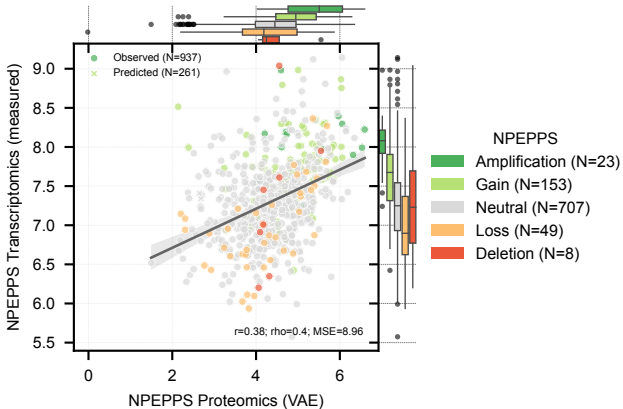 Observed (N=937)
Predicted (N=261)
NPEPPS Transcriptomics (measured)
9.0
8.5
8.0
7.5
7.0
6.5
6.0
5.5
r=0.38; rho=0.4; MSE=8.96
0
2
4
6
NPEPPS Proteomics (VAE)
NPEPPS
Amplification (N=23)
Gain (N=153)
Neutral (N=707)
Loss (N=49)
Deletion (N=8)